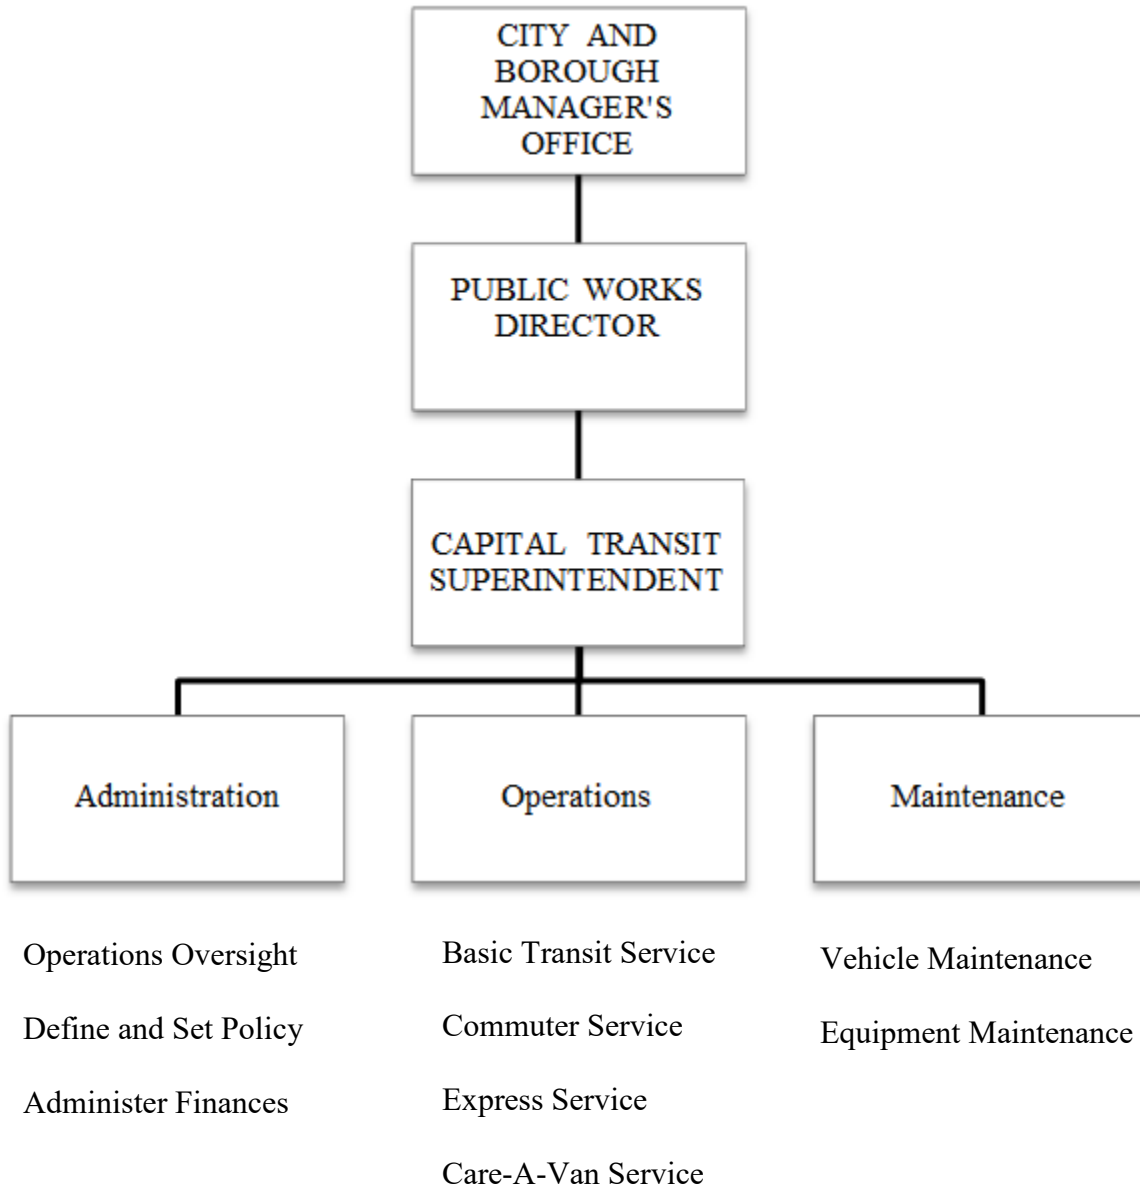 CITY AND
BOROUGH
MANAGER'S
OFFICE
PUBLIC WORKS
DIRECTOR
CAPITAL TRANSIT
SUPERINTENDENT
Administration
Operations Oversight
Define and Set Policy
Administer Finances
Operations
Basic Transit Service
Commuter Service
Express Service
Care-A-Van Service
Maintenance
Vehicle Maintenance
Equipment Maintenance